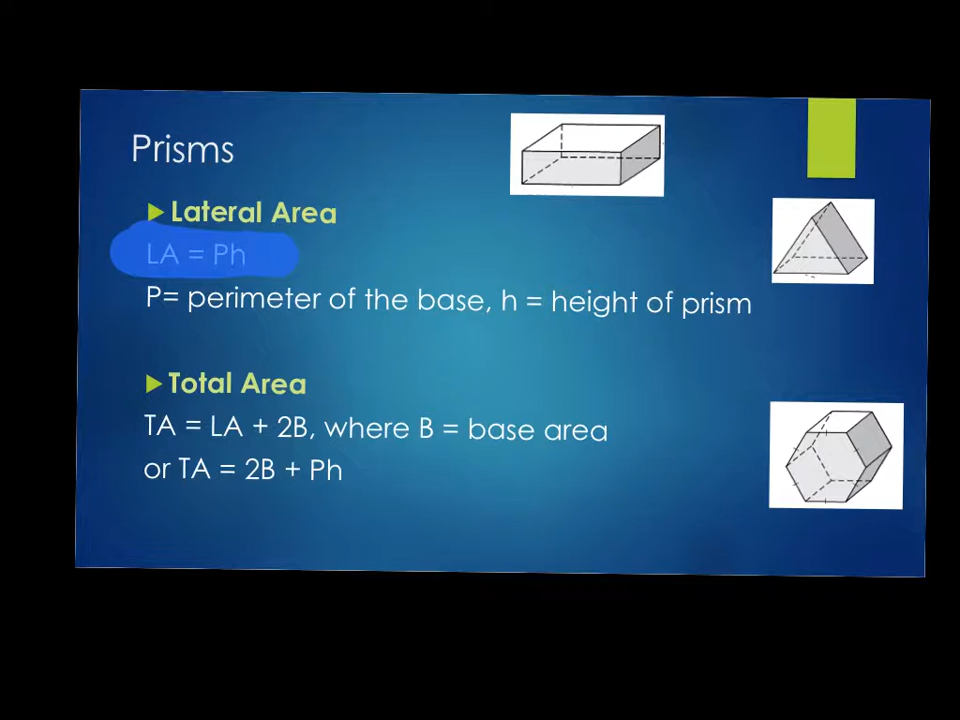 Prisms
Lateral Area
LA = Ph
P= perimeter of the base, h = height of prism
Total Area
TA = LA + 2B, where B = base area
or TA = 2B + Ph